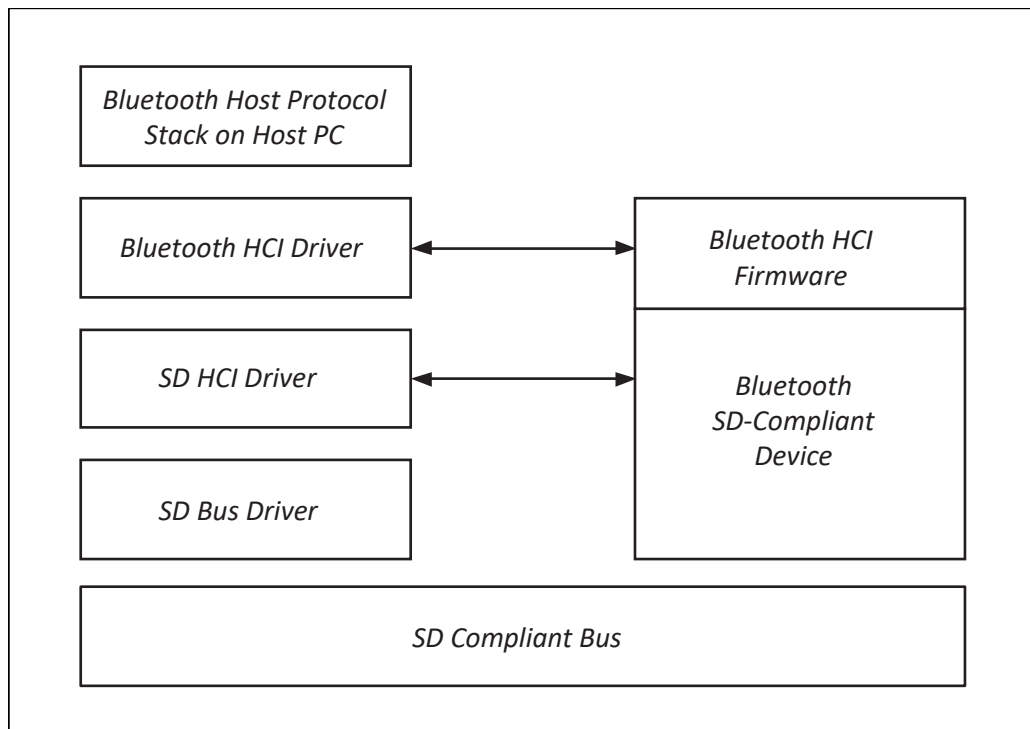 Bluetooth Host Protocol
Stack on Host PC
Bluetooth HCI Driver
Bluetooth HCI
Firmware
SD HCI Driver
Bluetooth
SD-Compliant
Device
SD Bus Driver
SD Compliant Bus